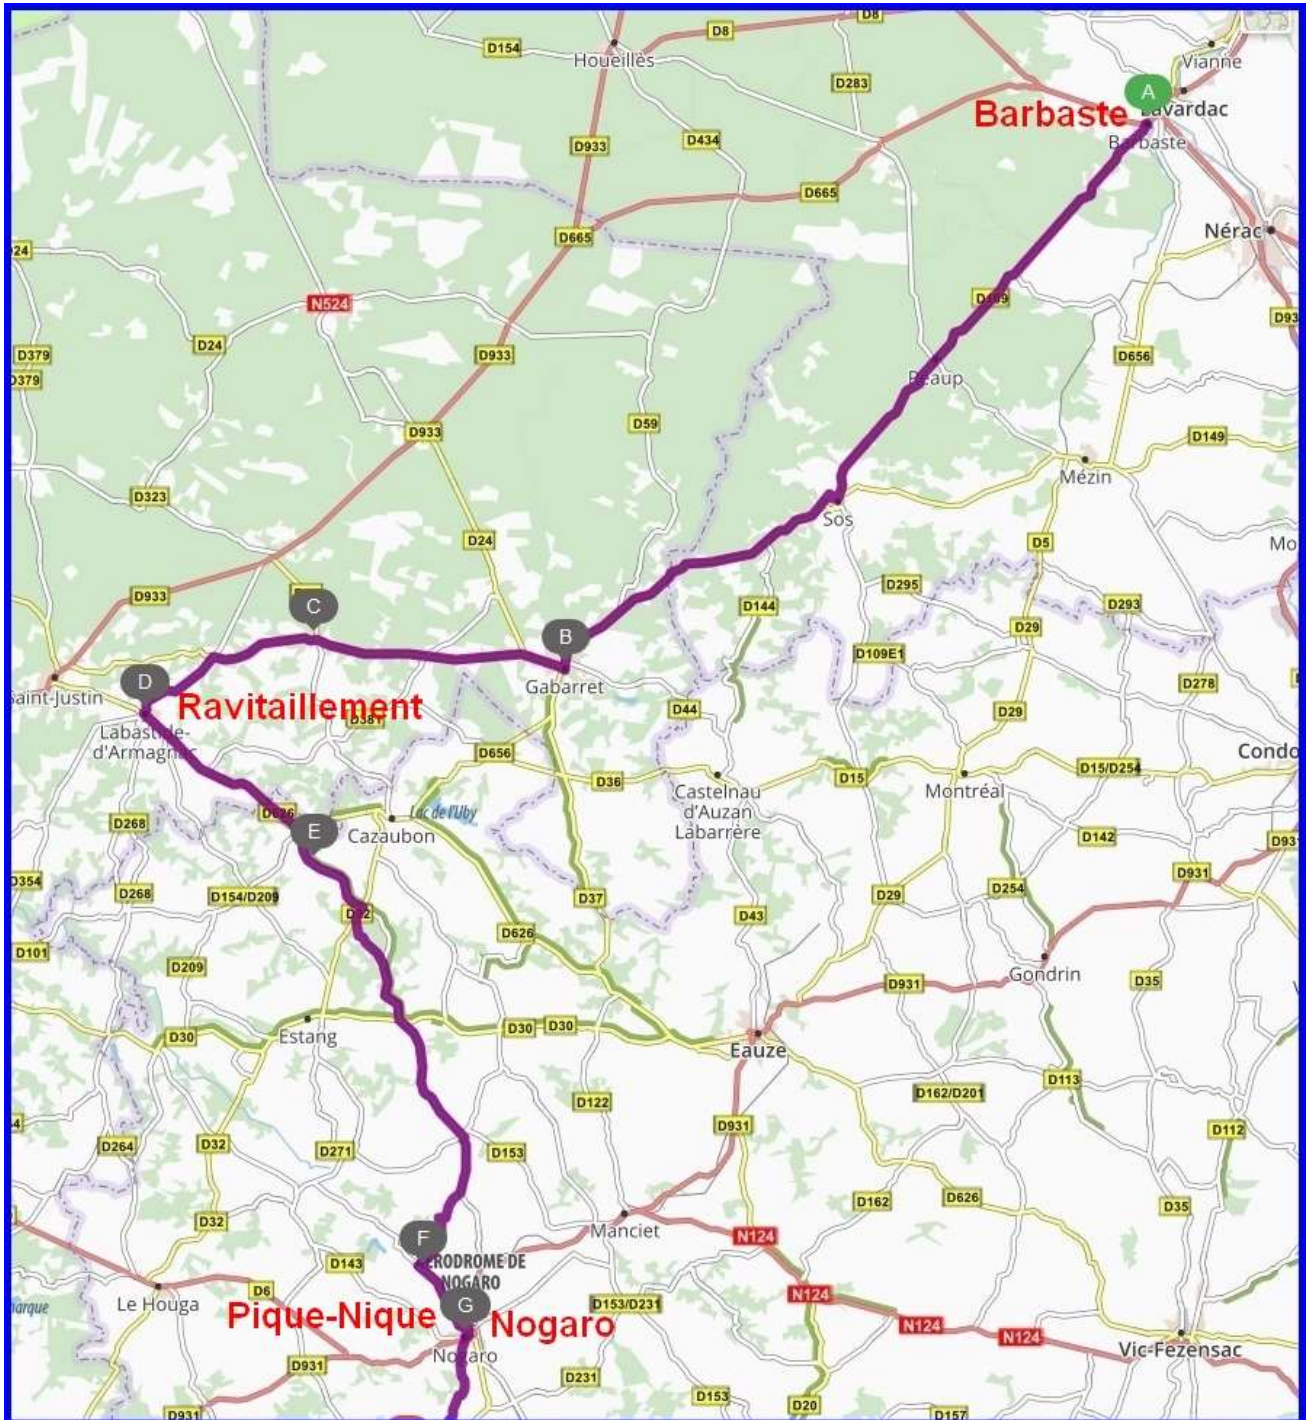 D8
D8
D154
Houeillès
Vianne
D283
A
Lavardac
Barbaste
Barbaste
D933
D434
D665
D665
Nérac
24
N524
D109
D93
D24
D379
D933
D656
D379
Réaup
D59
D933
D149
Mézin
D323
Sos
D24
D5
Mo
D295
D933
C
D144
D293
B
D29
D109E1
D
Gabarret
D278
Saint-Justin
Ravitaillement
D44
D29
D381
Labastide-
d'Armagnac
D656
Condo
D36
D15
D15/D254
Castelnau
d'Auzan
Labarrère
Montréal
D626
Lac de l'Uby
D268
E
Cazaubon
D142
D931
D354
D268
D154/D209
D931
D254
D37
D29
D32
D43
D626
D101
D209
Gondrin
D931
D35
D30
Estang
D30
D30
Eauze
D113
D162/D201
D122
D264
D32
D271
D153
D931
D112
D162
D626
D35
D32
Manciet
N124
F
AERODROME DE
NOGARO
D143
D6
Le Houga
D153/D231
N124
Pique-Nique
G
Nogaro
N124
N124
Nogaro
Vic-Fezensac
D931
D231
D153
D20
D931
D157